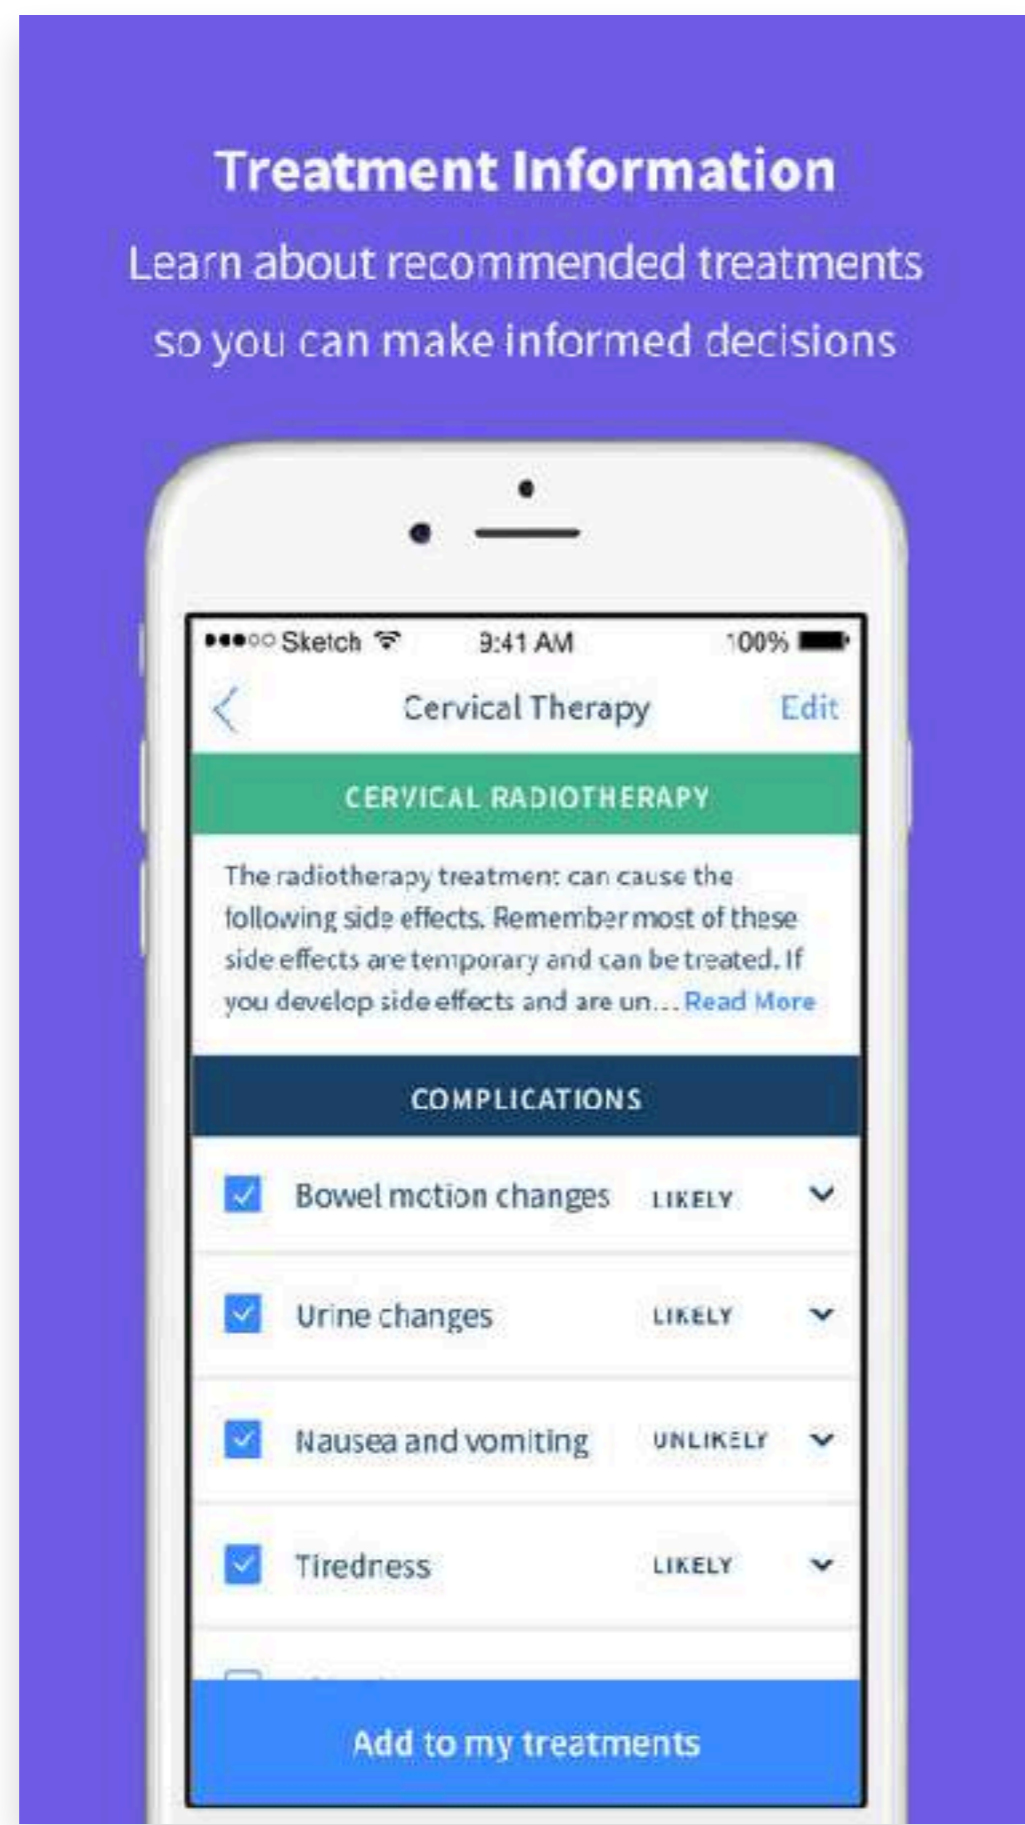 Treatment Information
Learn about recommended treatments
so you can make informed decisions
Sketch 9:41 AM 100%
Cervical Therapy Edit
CERVICAL RADIOTHERAPY
The radiotherapy treatment can cause the
following side effects. Remember most of these
side effects are temporary and can be treated. If
you develop side effects and are un... Read More
COMPLICATIONS
Bowel motion changes LIKELY
Urine changes LIKELY
Nausea and vomiting UNLIKELY
Tiredness LIKELY
Add to my treatments